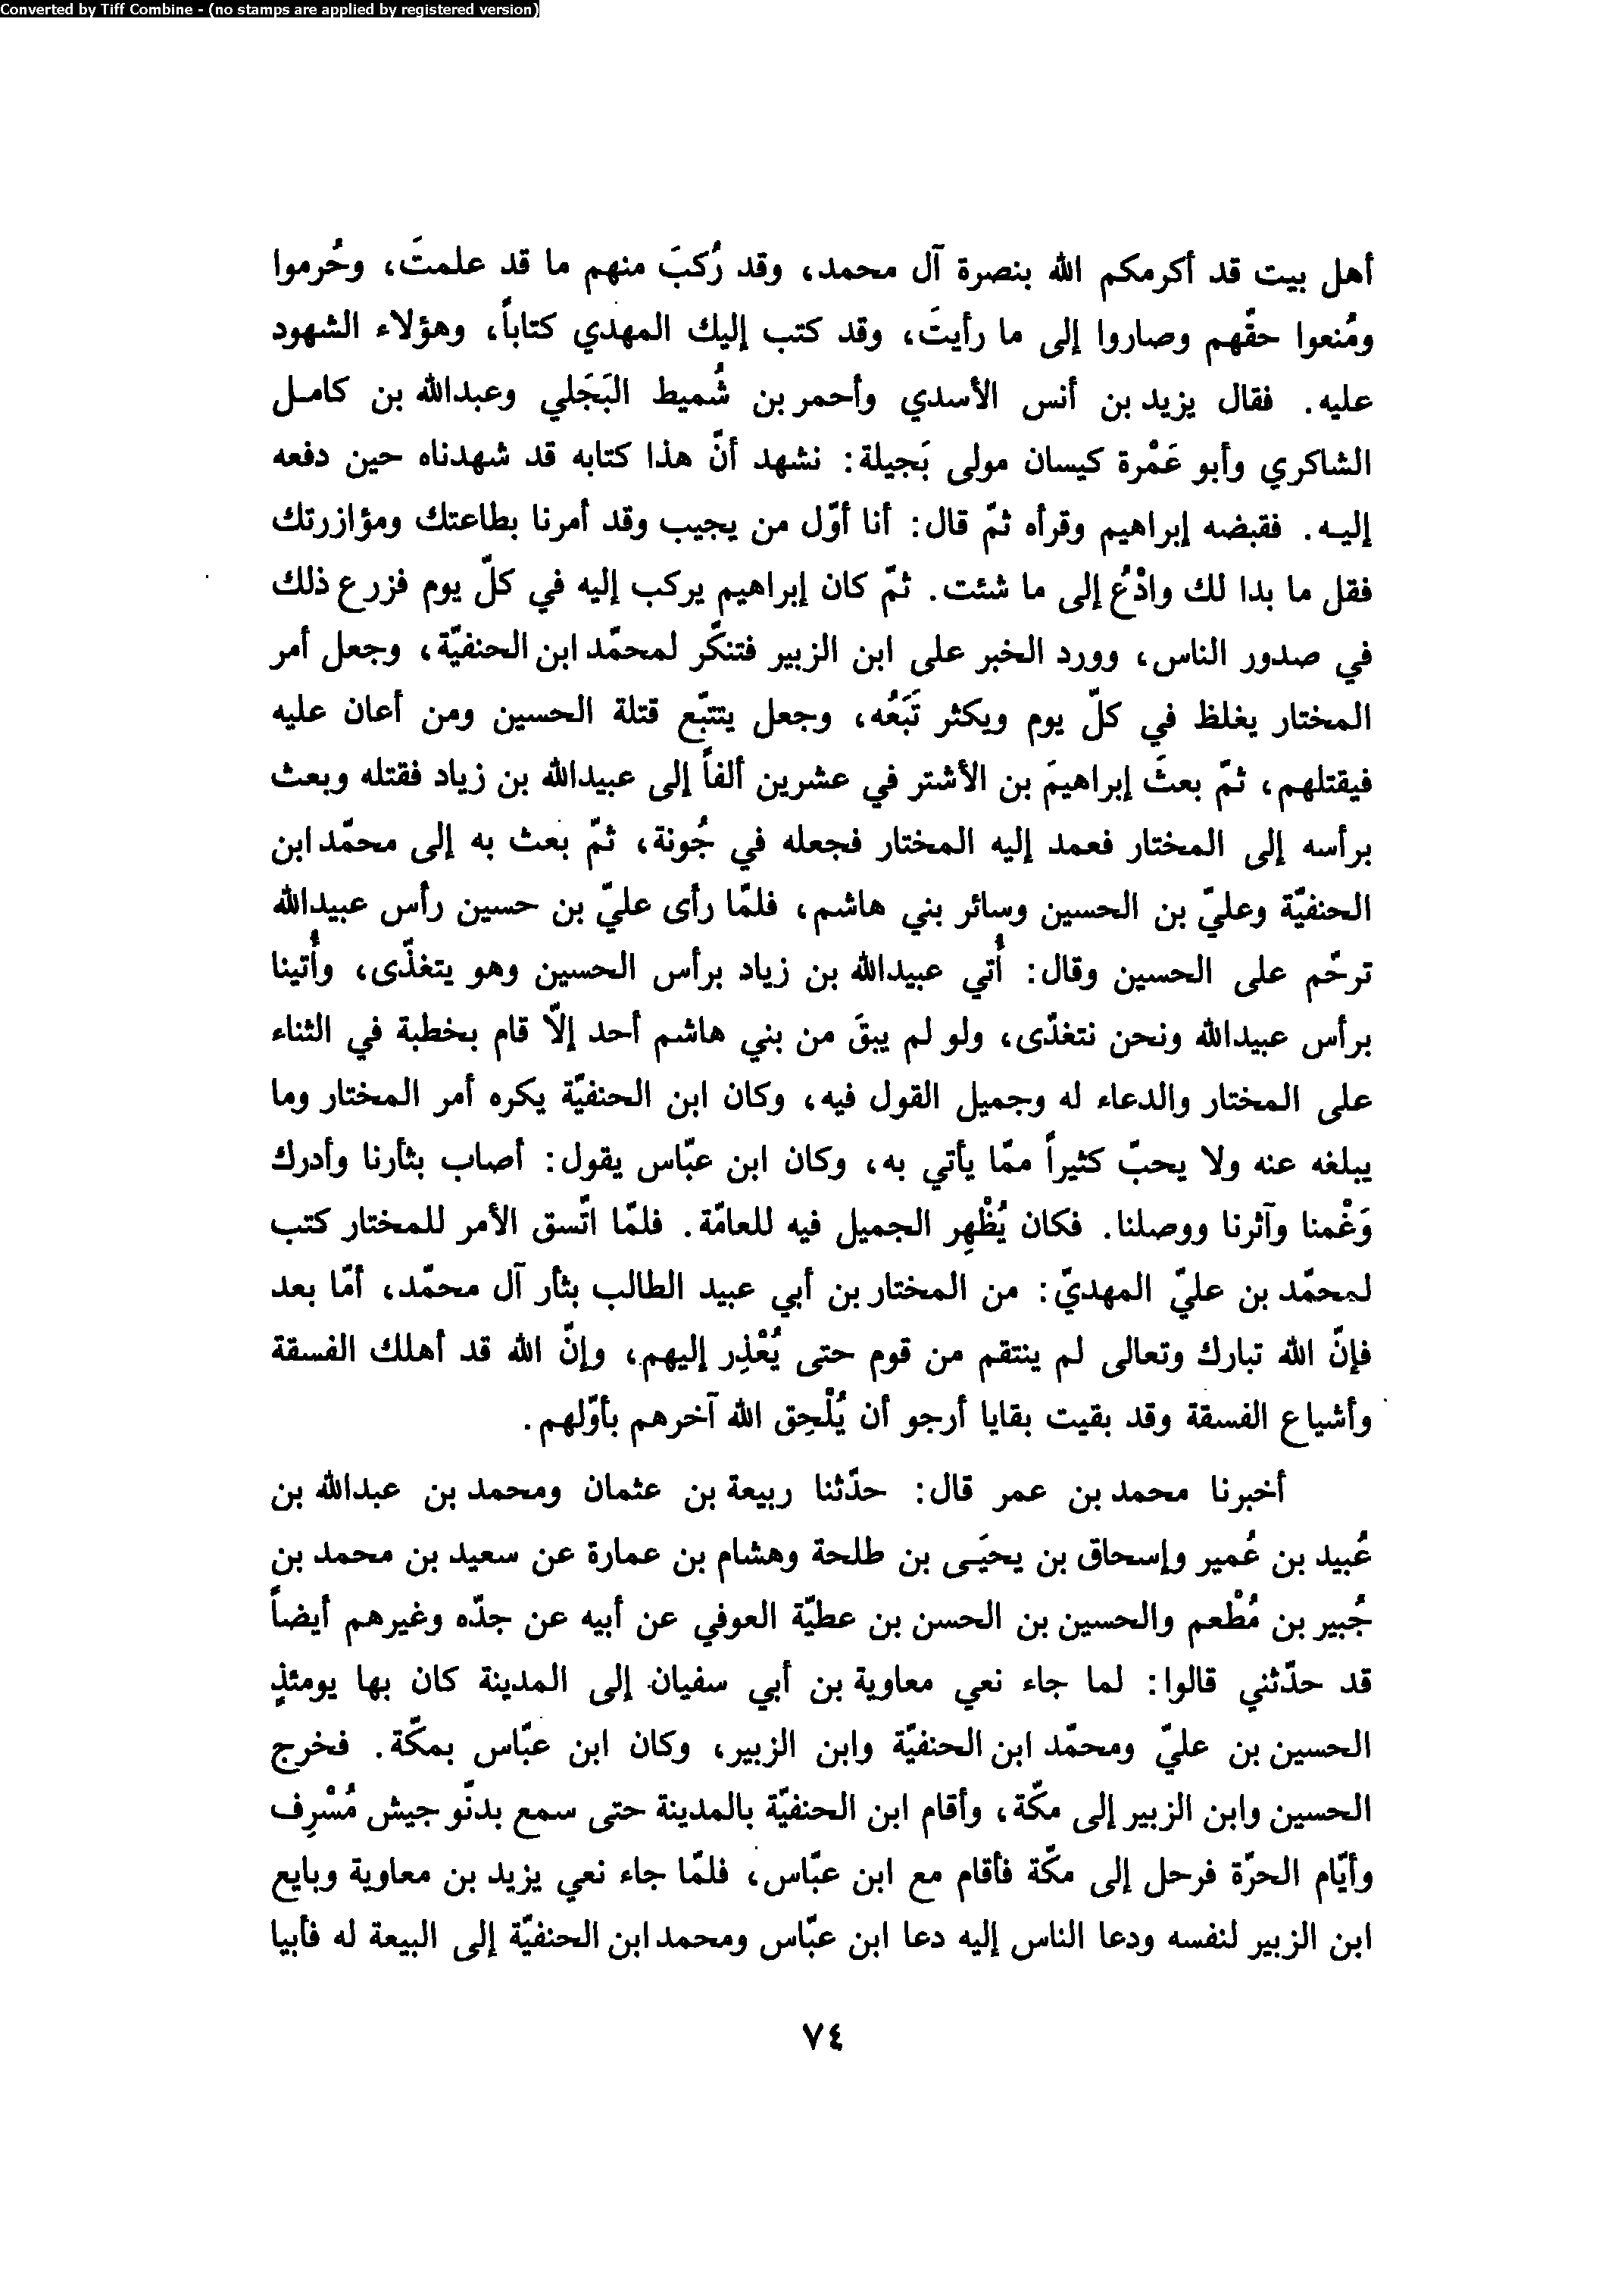 Converted by Tiff Combine - (no stamps are applied by registered version)
أهل بيت قد أكرمكم الله بنصرة آل محمد، وقد رُكبَ منهم ما قد علمتَ، وحُرموا
ومُنعوا حقّهم وصاروا إلى ما رأيتَ، وقد كتب إليك المهدي كتاباً، وهؤلاء الشهود
عليه. فقال يزيد بن أنس الأسدي وأحمر بن شُميط البَجَلي وعبدالله بن كامل
الشاكري وأبو عَمْرة كيسان مولى بَجيلة: نشهد أنّ هذا كتابه قد شهدناه حين دفعه
إليه. فقبضه إبراهيم وقرأه ثمّ قال: أنا أوّل من يجيب وقد أمرنا بطاعتك ومؤازرتك
فقل ما بدا لك وادْعُ إلى ما شئت. ثمّ كان إبراهيم يركب إليه في كلّ يوم فزرع ذلك
في صدور الناس، وورد الخبر على ابن الزبير فتنكّر لمحمّد ابن الحنفيّة، وجعل أمر
المختار يغلظ في كلّ يوم ويكثر تَبَعُه، وجعل يتتبّع قتلة الحسين ومن أعان عليه
فيقتلهم، ثمّ بعثَ إبراهيمَ بن الأشتر في عشرين ألفاً إلى عبيدالله بن زياد فقتله وبعث
برأسه إلى المختار فعمد إليه المختار فجعله في جُونة، ثمّ بعث به إلى محمّد ابن
الحنفيّة وعليّ بن الحسين وسائر بني هاشم، فلمّا رأى عليّ بن حسين رأس عبيدالله
ترحّم على الحسين وقال: أُتي عبيدالله بن زياد برأس الحسين وهو يتغذّى، وأُتينا
برأس عبيدالله ونحن نتغذّى، ولو لم يبقَ من بني هاشم أحد إلّا قام بخطبة في الثناء
على المختار والدعاء له وجميل القول فيه، وكان ابن الحنفيّة يكره أمر المختار وما
يبلغه عنه ولا يحبّ كثيراً ممّا يأتي به، وكان ابن عبّاس يقول: أصاب بثأرنا وأدرك
وَغْمنا وآثرنا ووصلنا. فكان يُظْهِر الجميل فيه للعامّة. فلمّا اتّسق الأمر للمختار كتب
لمحمّد بن عليّ المهديّ: من المختار بن أبي عبيد الطالب بثأر آل محمّد، أمّا بعد
فإنّ الله تبارك وتعالى لم ينتقم من قوم حتى يُعْذِر إليهم، وإنّ الله قد أهلك الفسقة
وأشياع الفسقة وقد بقيت بقايا أرجو أن يُلْحِق الله آخرهم بأوّلهم.
أخبرنا محمد بن عمر قال: حدّثنا ربيعة بن عثمان ومحمد بن عبدالله بن
عُبيد بن عُمير وإسحاق بن يحيَى بن طلحة وهشام بن عمارة عن سعيد بن محمد بن
جُبير بن مُطْعم والحسين بن الحسن بن عطيّة العوفي عن أبيه عن جدّه وغيرهم أيضاً
قد حدّثني قالوا: لما جاء نعي معاوية بن أبي سفيان إلى المدينة كان بها يومئذٍ
الحسين بن عليّ ومحمّد ابن الحنفيّة وابن الزبير، وكان ابن عبّاس بمكّة. فخرج
الحسين وابن الزبير إلى مكّة، وأقام ابن الحنفيّة بالمدينة حتى سمع بدنّو جيش مُسْرِف
وأيّام الحرّة فرحل إلى مكّة فأقام مع ابن عبّاس، فلمّا جاء نعي يزيد بن معاوية وبايع
ابن الزبير لنفسه ودعا الناس إليه دعا ابن عبّاس ومحمد ابن الحنفيّة إلى البيعة له فأبيا
٧٤